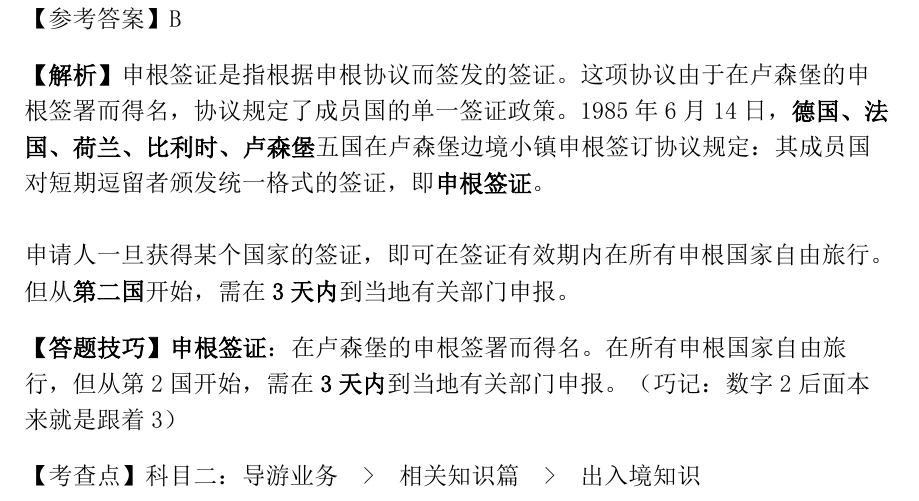 【参考答案】B
【解析】申根签证是指根据申根协议而签发的签证。这项协议由于在卢森堡的申
根签署而得名，协议规定了成员国的单一签证政策。1985 年 6 月 14 日，德国、法
国、荷兰、比利时、卢森堡五国在卢森堡边境小镇申根签订协议规定：其成员国
对短期逗留者颁发统一格式的签证，即申根签证。
申请人一旦获得某个国家的签证，即可在签证有效期内在所有申根国家自由旅行。
但从第二国开始，需在 3 天内到当地有关部门申报。
【答题技巧】申根签证：在卢森堡的申根签署而得名。在所有申根国家自由旅
行，但从第 2 国开始，需在 3 天内到当地有关部门申报。（巧记：数字 2 后面本
来就是跟着 3）
【考查点】科目二：导游业务 > 相关知识篇 > 出入境知识